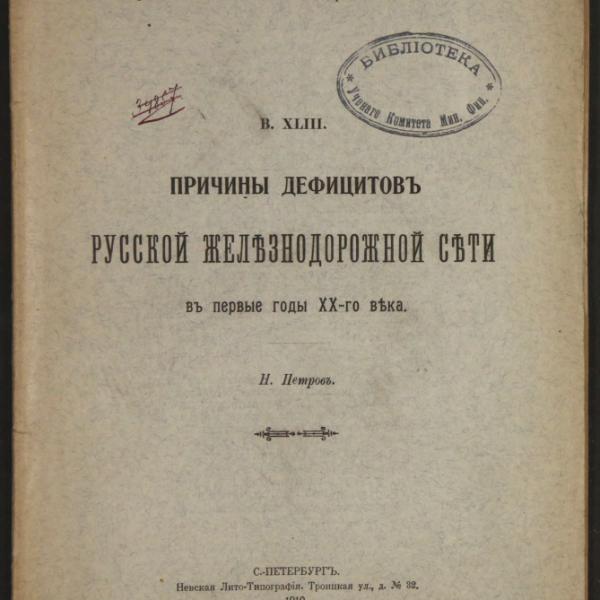 БИБЛІОТЕКА
Ученаго Комитета Мин. Фин.
В. XLIII.
ПРИЧИНЫ ДЕФИЦИТОВЪ
РУССКОЙ ЖЕЛѢЗНОДОРОЖНОЙ СѢТИ
въ первые годы XX-го вѣка.
Н. Петровъ.
С.-ПЕТЕРБУРГЪ.
Невская Лито-Типографія. Троицкая ул., д. № 32.